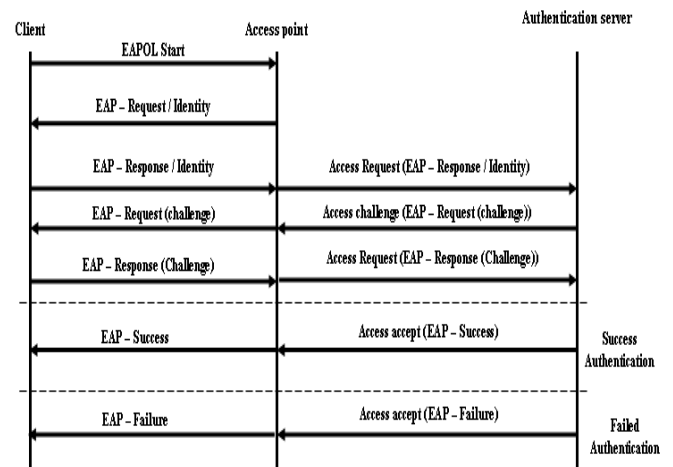 Authentication server
Client
Access point
EAPOL Start
EAP – Request / Identity
EAP – Response / Identity
Access Request (EAP – Response / Identity)
EAP – Request (challenge)
Access challenge (EAP – Request (challenge))
EAP – Response (Challenge)
Access Request (EAP – Response (Challenge))
EAP – Success
Access accept (EAP – Success)
Success
Authentication
EAP – Failure
Access accept (EAP – Failure)
Failed
Authentication